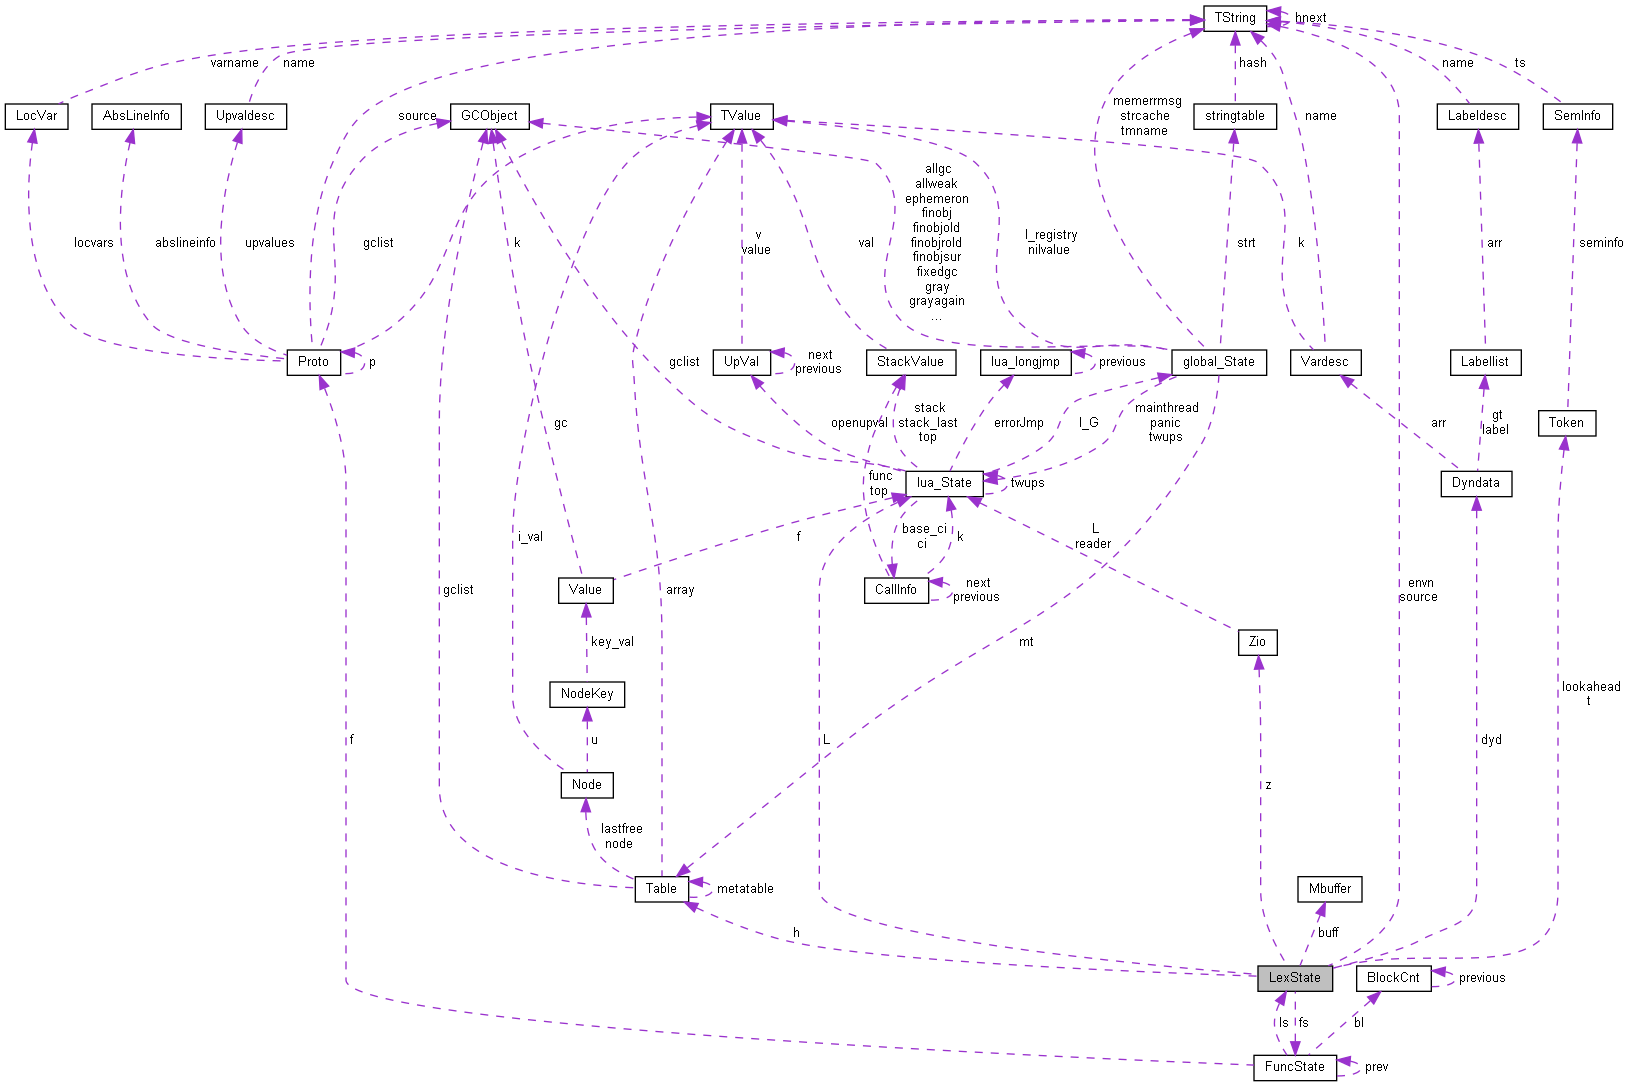 TString
hnext
varname
name
hash
name
ts
LocVar
AbsLineInfo
Upvaldesc
source
GCObject
TValue
memerrmsg
strcache
tmname
stringtable
name
Labeldesc
SemInfo
locvars
abslineinfo
upvalues
gclist
k
v
value
val
allgc
allweak
ephemeron
finobj
finobjold
finobjrold
finobjsur
fixedgc
gray
grayagain
...
l_registry
nilvalue
strt
k
arr
seminfo
Proto
p
gclist
UpVal
next
previous
StackValue
lua_longjmp
previous
global_State
Vardesc
Labellist
gc
openupval
stack
stack_last
top
errorJmp
l_G
mainthread
panic
twups
arr
gt
label
Token
func
top
lua_State
twups
Dyndata
i_val
f
base_ci
ci
k
L
reader
gclist
Value
array
CallInfo
next
previous
envn
source
key_val
mt
Zio
NodeKey
lookahead
t
f
u
L
dyd
Node
z
lastfree
node
Table
metatable
Mbuffer
h
buff
LexState
BlockCnt
previous
ls
fs
bl
FuncState
prev